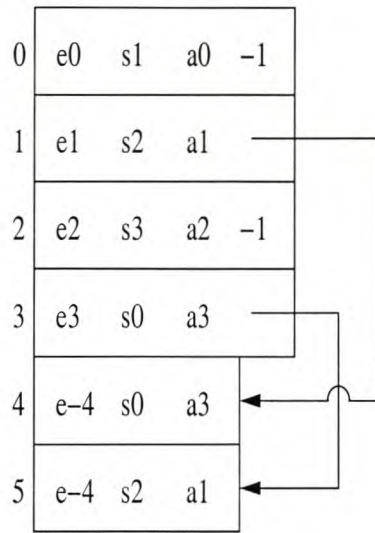 0 e0 s1 a0 -1
1 e1 s2 a1
2 e2 s3 a2 -1
3 e3 s0 a3
4 e-4 s0 a3
5 e-4 s2 a1